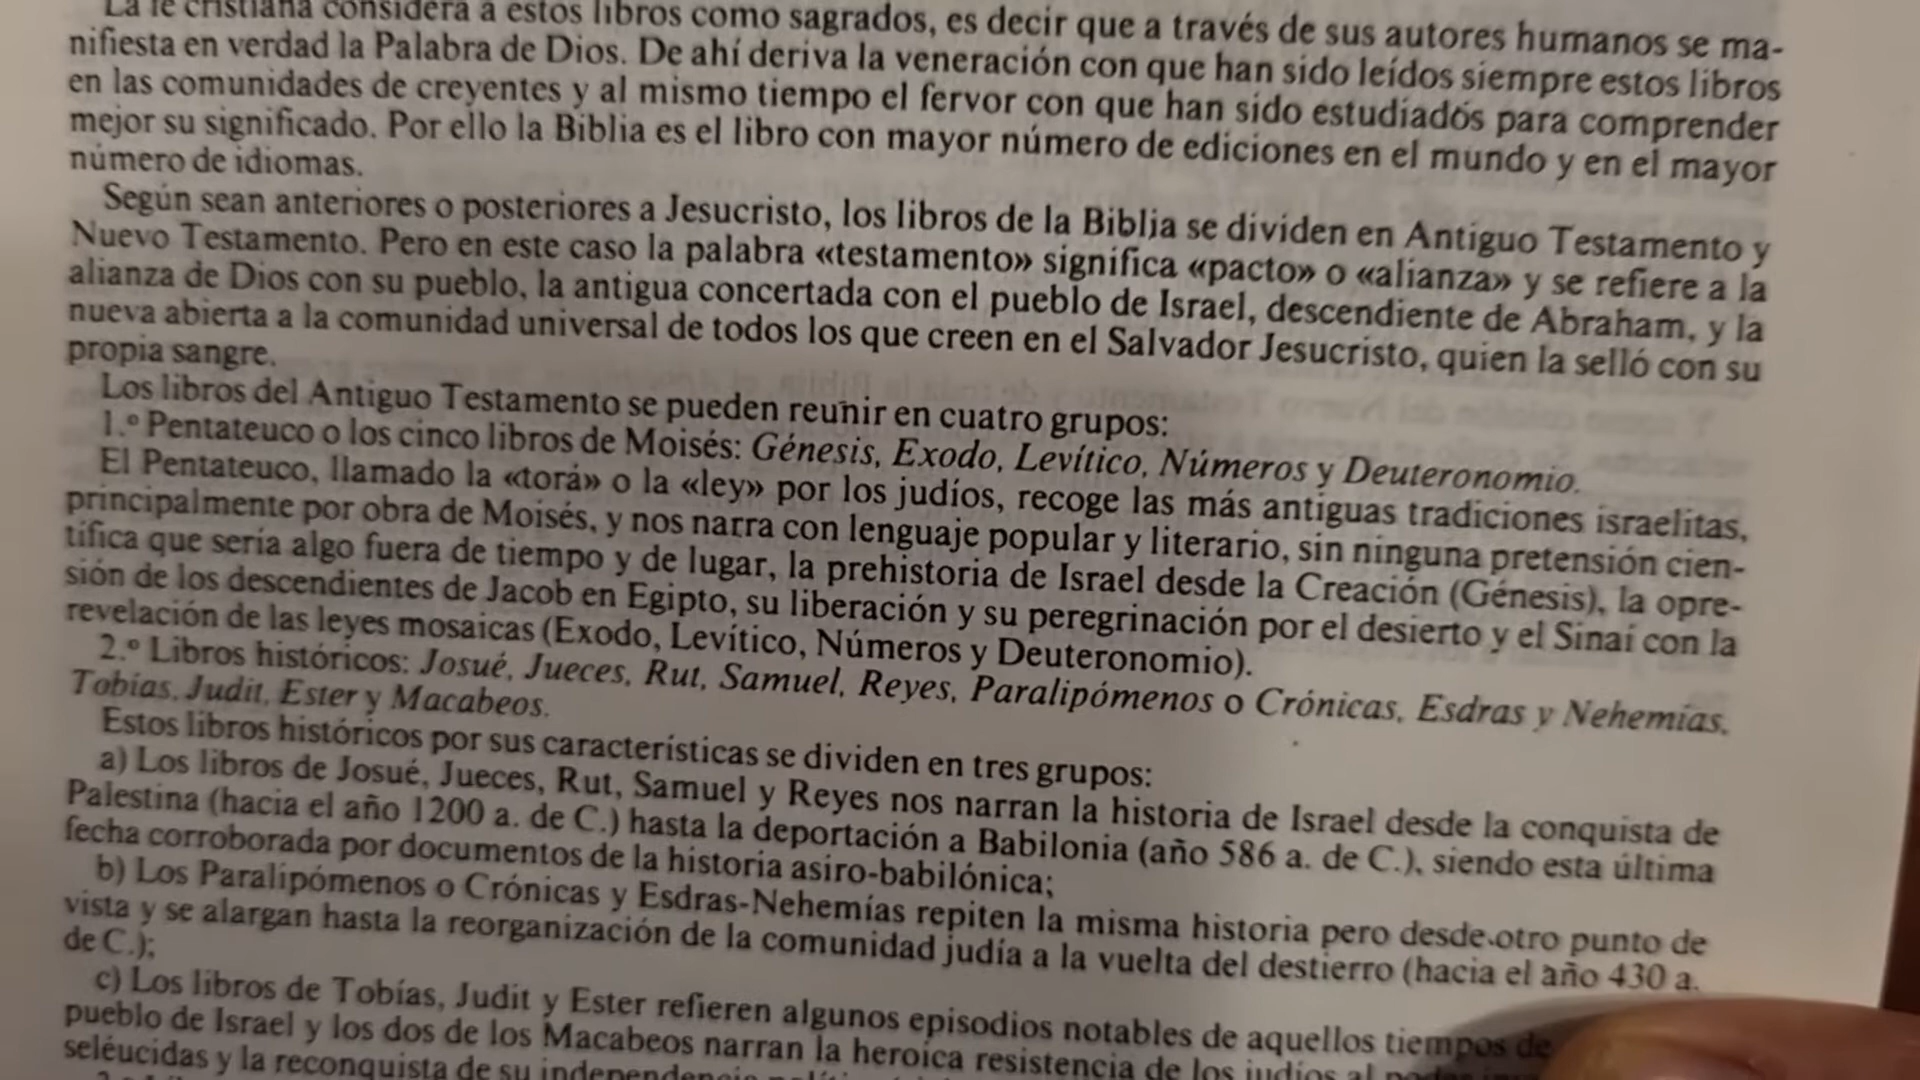 La fe cristiana considera a estos libros como sagrados, es decir que a través de sus autores humanos se ma-
nifiesta en verdad la Palabra de Dios. De ahí deriva la veneración con que han sido leídos siempre estos libros
en las comunidades de creyentes y al mismo tiempo el fervor con que han sido estudiados para comprender
mejor su significado. Por ello la Biblia es el libro con mayor número de ediciones en el mundo y en el mayor
número de idiomas.
Según sean anteriores o posteriores a Jesucristo, los libros de la Biblia se dividen en Antiguo Testamento y
Nuevo Testamento. Pero en este caso la palabra «testamento» significa «pacto» o «alianza» y se refiere a la
alianza de Dios con su pueblo, la antigua concertada con el pueblo de Israel, descendiente de Abraham, y la
nueva abierta a la comunidad universal de todos los que creen en el Salvador Jesucristo, quien la selló con su
propia sangre.
Los libros del Antiguo Testamento se pueden reunir en cuatro grupos:
1.º Pentateuco o los cinco libros de Moisés: Génesis, Exodo, Levítico, Números y Deuteronomio.
El Pentateuco, llamado la «torá» o la «ley» por los judíos, recoge las más antiguas tradiciones israelitas,
principalmente por obra de Moisés, y nos narra con lenguaje popular y literario, sin ninguna pretensión cien-
tífica que sería algo fuera de tiempo y de lugar, la prehistoria de Israel desde la Creación (Génesis), la opre-
sión de los descendientes de Jacob en Egipto, su liberación y su peregrinación por el desierto y el Sinaí con la
revelación de las leyes mosaicas (Exodo, Levítico, Números y Deuteronomio).
2.º Libros históricos: Josué, Jueces, Rut, Samuel, Reyes, Paralipómenos o Crónicas, Esdras y Nehemías,
Tobías, Judit, Ester y Macabeos.
Estos libros históricos por sus características se dividen en tres grupos:
a) Los libros de Josué, Jueces, Rut, Samuel y Reyes nos narran la historia de Israel desde la conquista de
Palestina (hacia el año 1200 a. de C.) hasta la deportación a Babilonia (año 586 a. de C.), siendo esta última
fecha corroborada por documentos de la historia asiro-babilónica;
b) Los Paralipómenos o Crónicas y Esdras-Nehemías repiten la misma historia pero desde otro punto de
vista y se alargan hasta la reorganización de la comunidad judía a la vuelta del destierro (hacia el año 430 a.
de C.);
c) Los libros de Tobías, Judit y Ester refieren algunos episodios notables de aquellos tiempos de
pueblo de Israel y los dos de los Macabeos narran la heroica resistencia de los judíos al
seléucidas y la reconquista de su